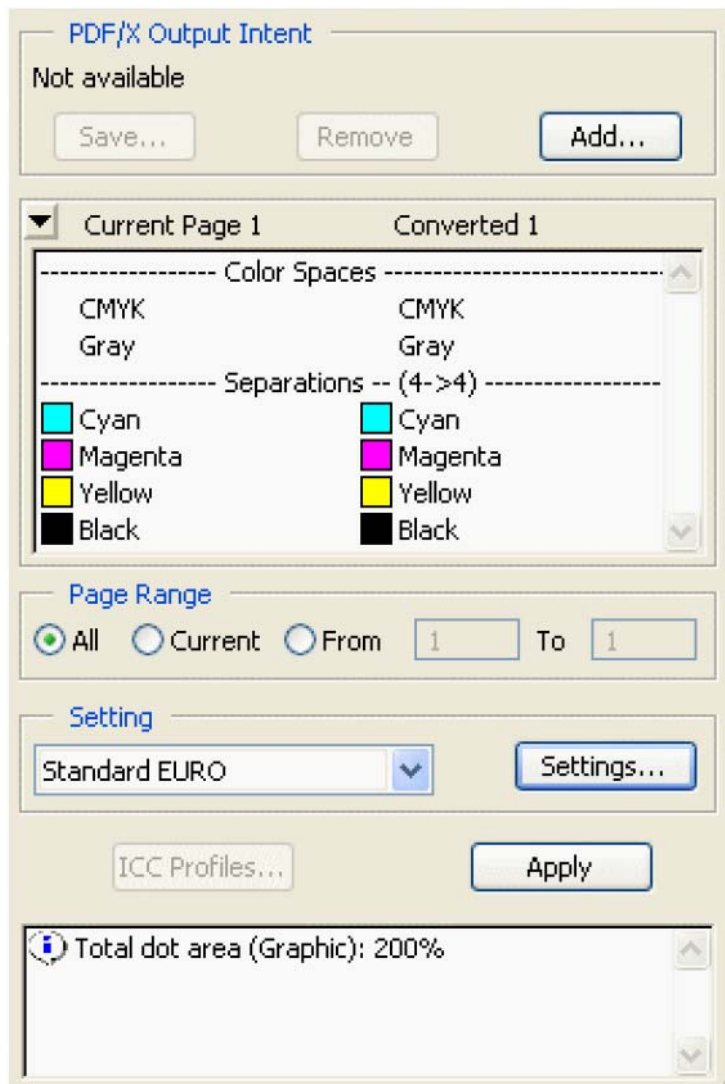 PDF/X Output Intent
Not available
Save... Remove Add...
Current Page 1 Converted 1
----------------- Color Spaces ---------------------------
CMYK CMYK
Gray Gray
----------------- Separations -- (4->4) -----------------
Cyan Cyan
Magenta Magenta
Yellow Yellow
Black Black
Page Range
All Current From 1 To 1
Setting
Standard EURO Settings...
ICC Profiles... Apply
Total dot area (Graphic): 200%